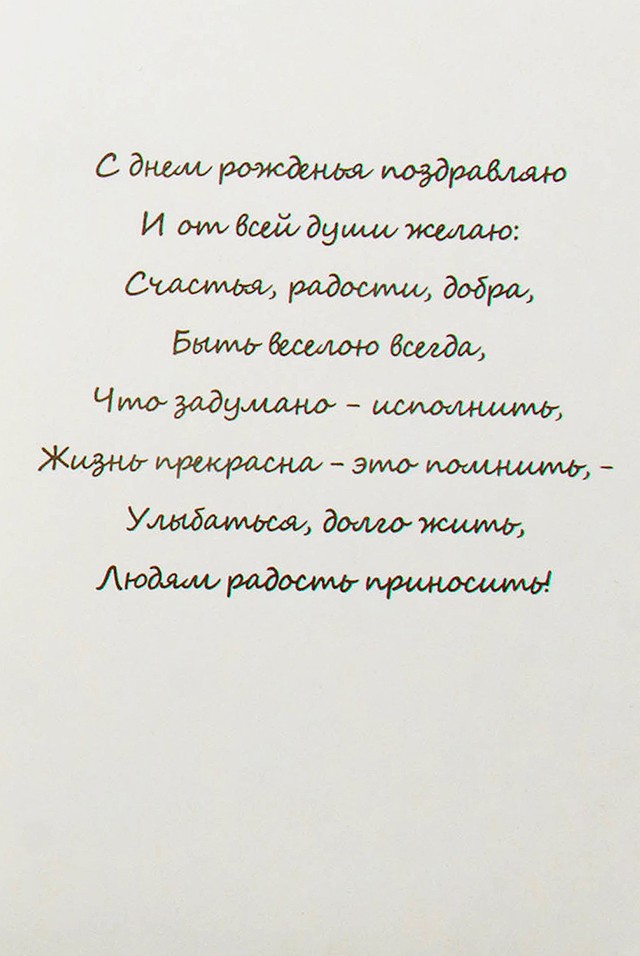 С днем рожденья поздравляю
И от всей души желаю:
Счастья, радости, добра,
Быть веселою всегда,
Что задумано – исполнить,
Жизнь прекрасна – это помнить, –
Улыбаться, долго жить,
Людям радость приносить!